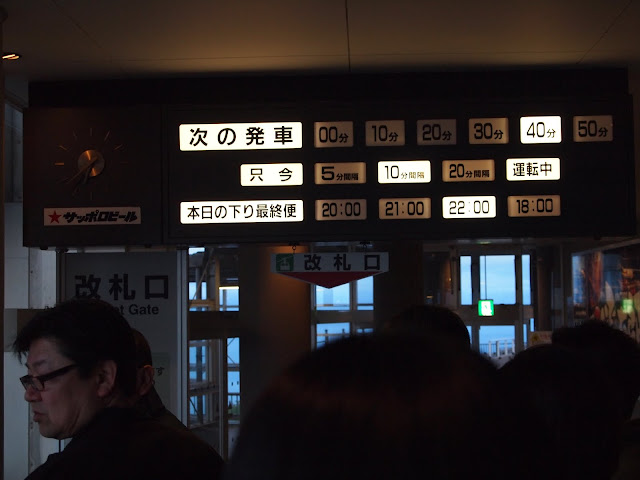 次の発車 00分 10分 20分 30分 40分 50分
只今 5分間隔 10分間隔 20分間隔 運転中
本日の下り最終便 20:00 21:00 22:00 18:00
★サッポロビール
改札口
改札口
Gate